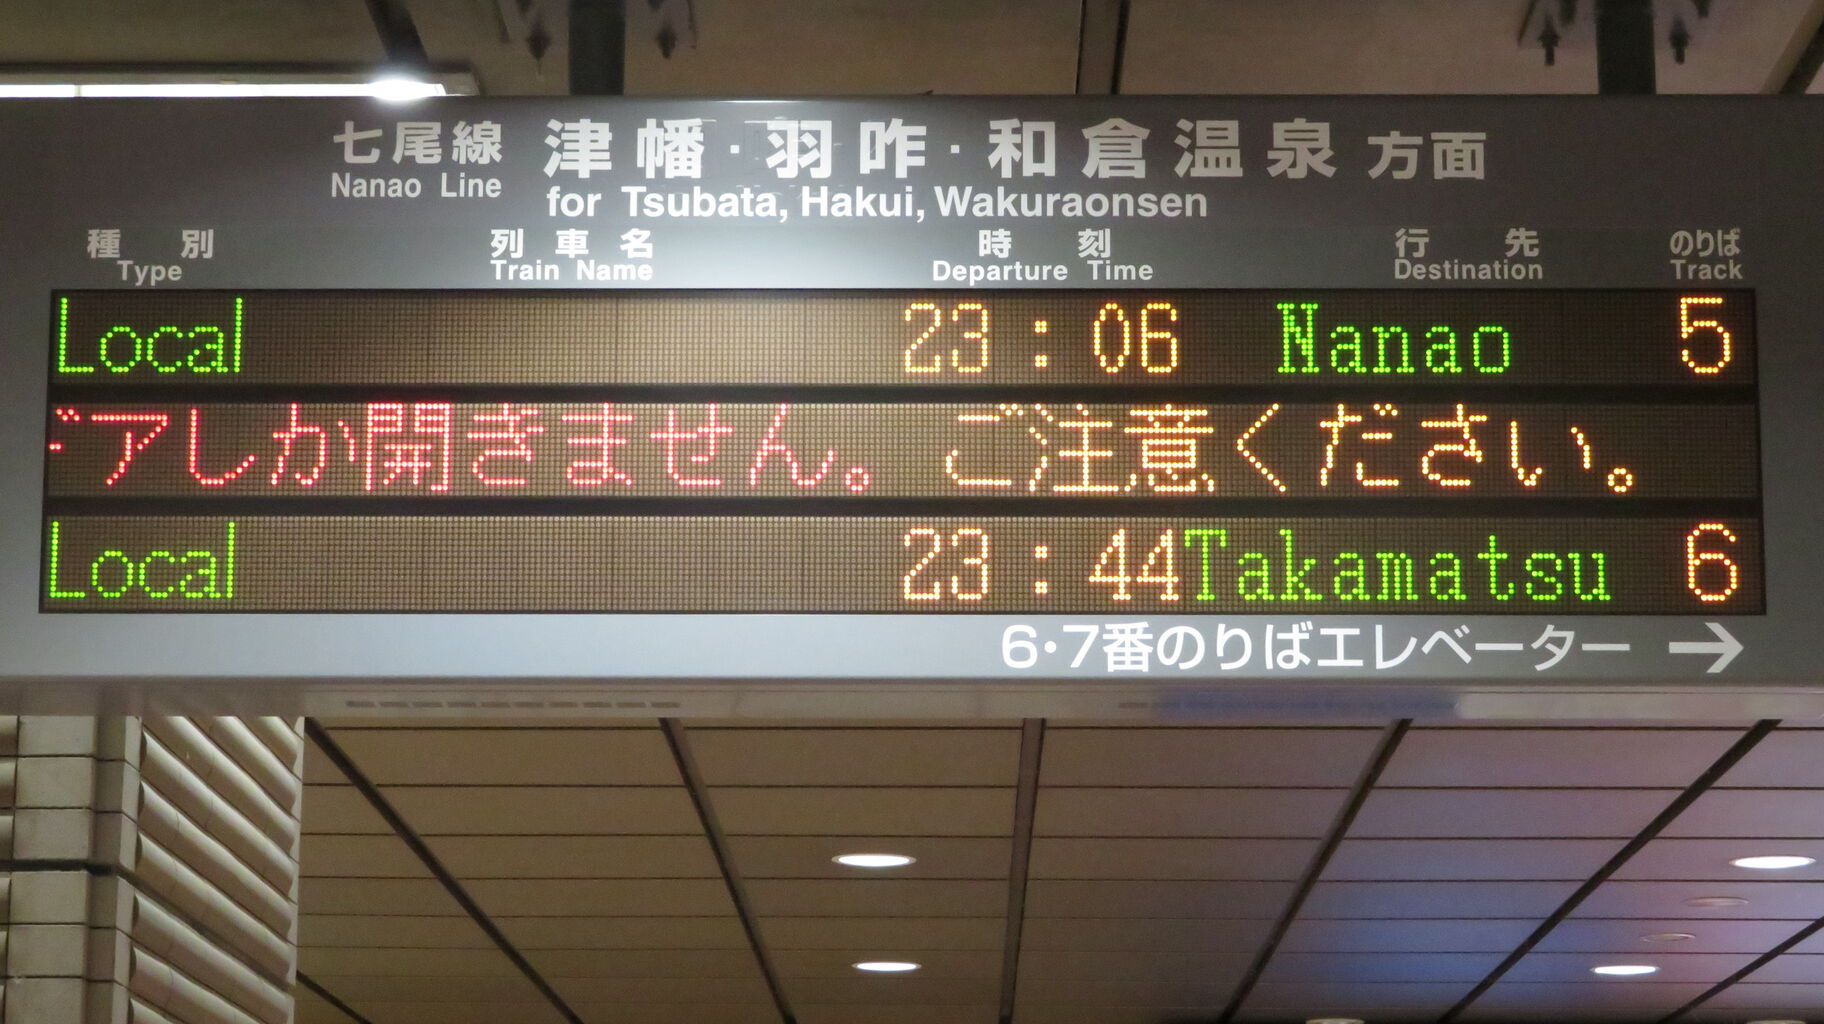 七尾線 津幡・羽咋・和倉温泉 方面
Nanao Line for Tsubata, Hakui, Wakuraonsen
種別 列車名 時刻 行先 のりば
Type Train Name Departure Time Destination Track
Local 23:06 Nanao 5
ドアしか開きません。 ご注意ください。
Local 23:44 Takamatsu 6
6・7番のりばエレベーター →